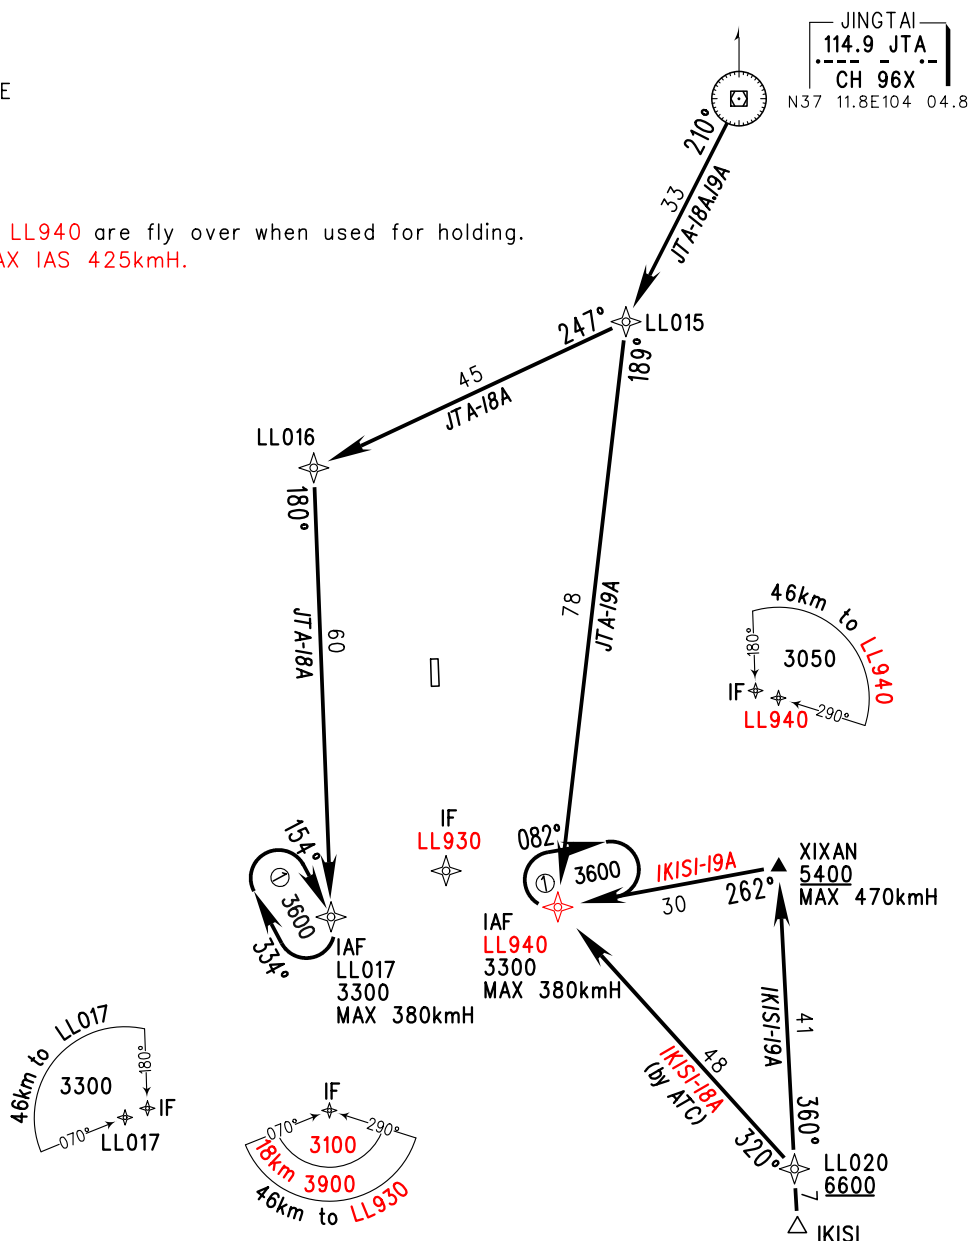 JINGTAI
114.9 JTA
CH 96X
N37 11.8E104 04.8
E
210°
33
JTA-18A,19A
LL940 are fly over when used for holding.
AX IAS 425kmH.
247°
LL015
189°
45
JTA-18A
LL016
180°
JTA-18A
60
78
JTA-19A
46km to LL940
180°
3050
IF
LL940
290°
IF
LL930
154°
1
3600
334°
IAF
LL017
3300
MAX 380kmH
082°
1
3600
IAF
LL940
3300
MAX 380kmH
IKISI-19A
30
262°
XIXAN
5400
MAX 470kmH
IKISI-19A
41
48
IKISI-18A
(by ATC)
360°
320°
LL020
6600
7
IKISI
46km to LL017
3300
180°
IF
070°
LL017
IF
070°
290°
3100
18km
3900
46km to LL930